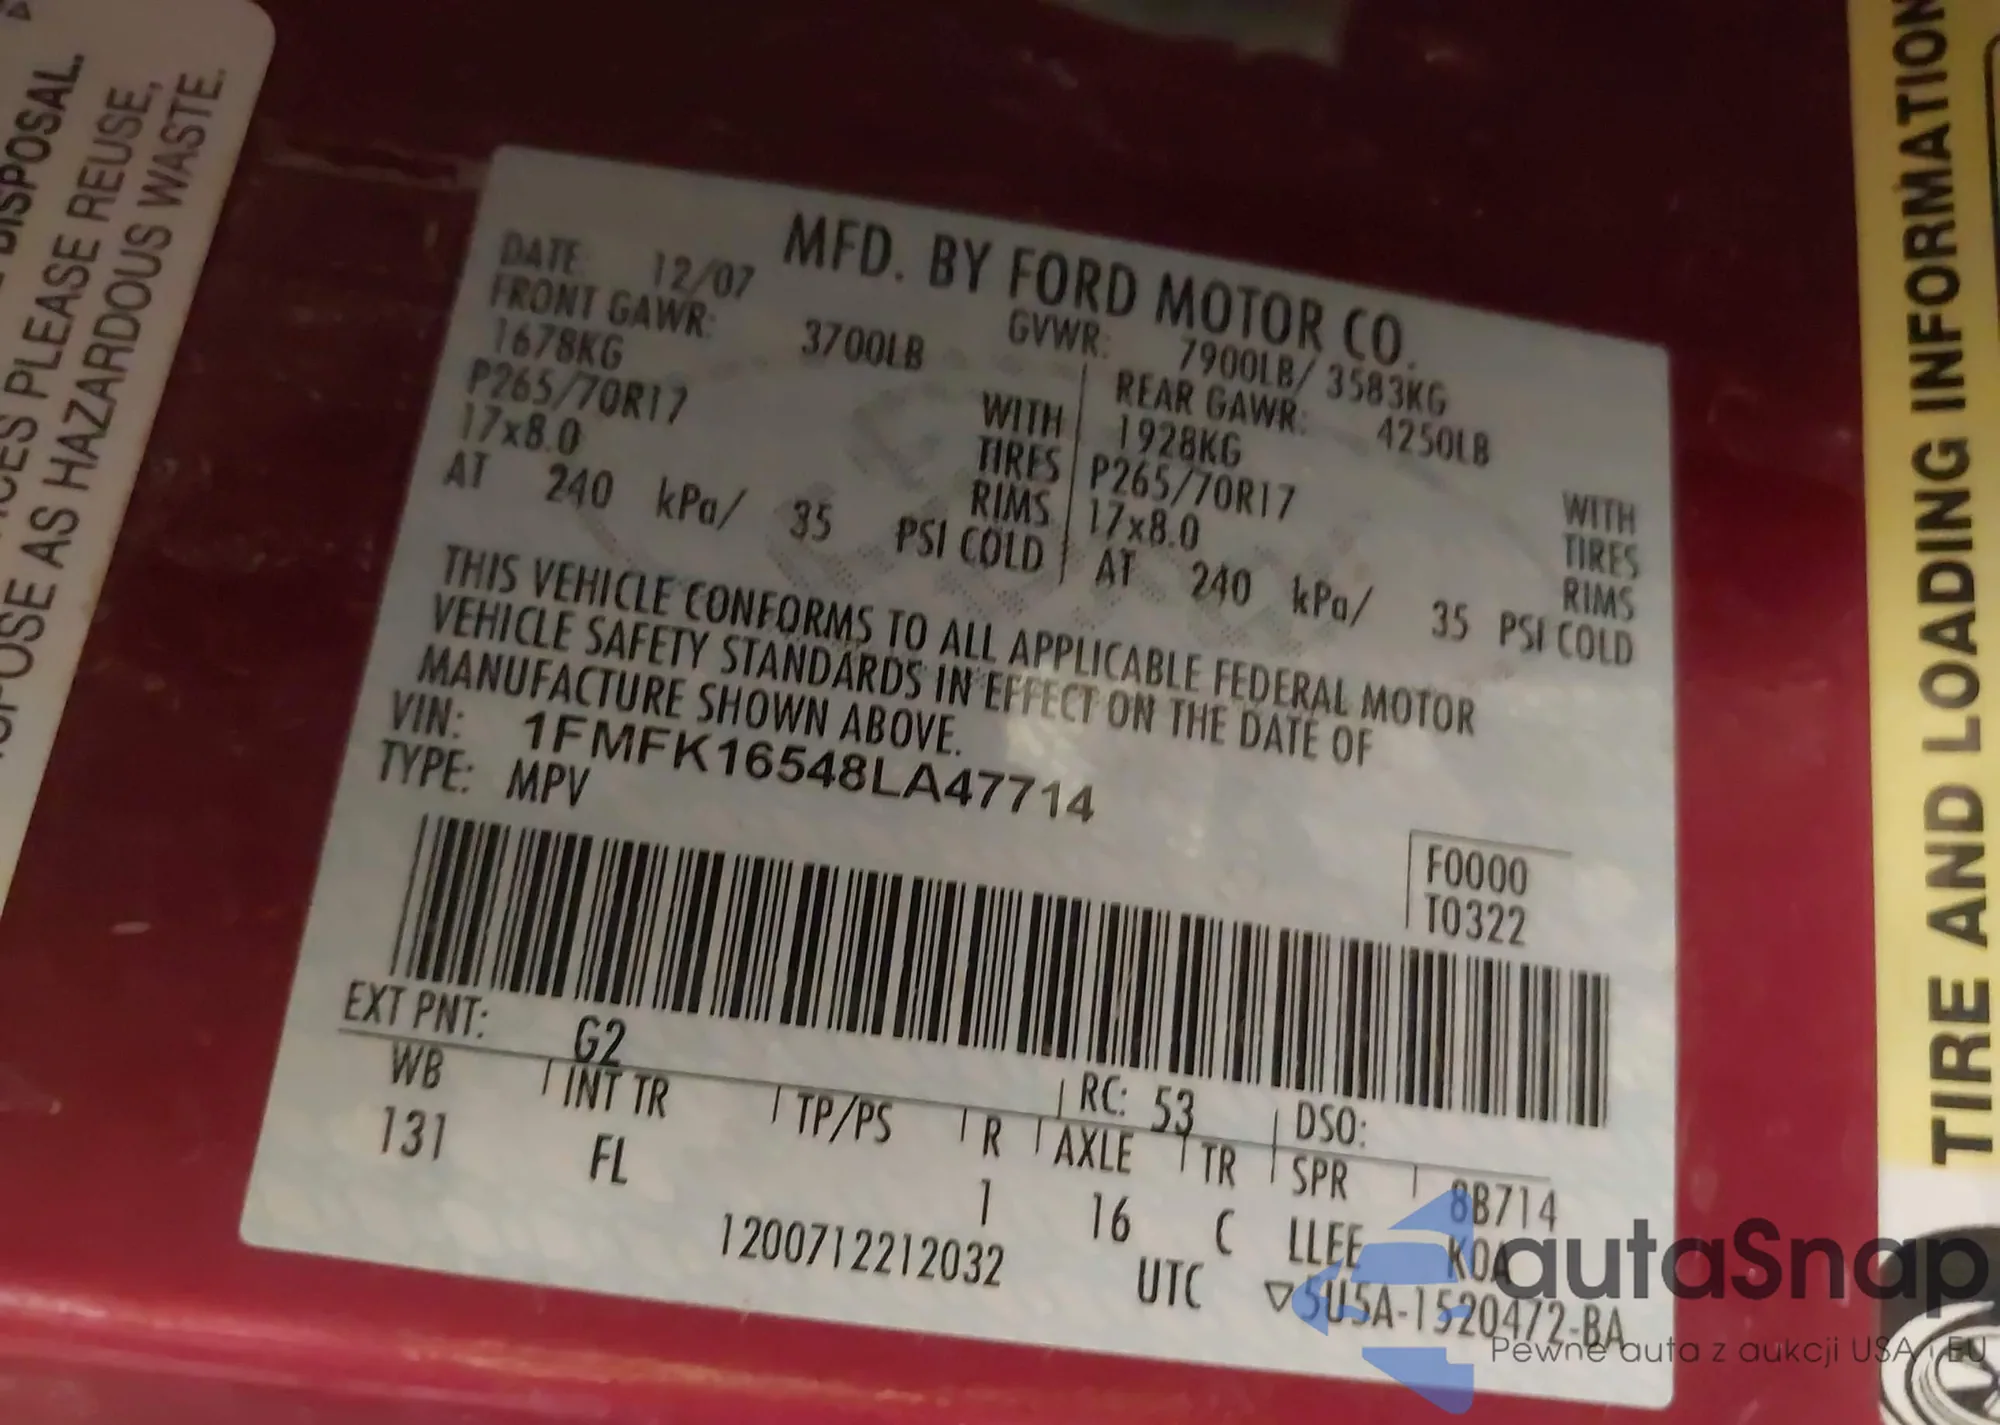 DISPOSAL.
PLEASE REUSE,
AS HAZARDOUS WASTE.
MFD. BY FORD MOTOR CO.
DATE: 12/07
GVWR: 7900LB/ 3583KG
FRONT GAWR: 3700LB
REAR GAWR: 4250LB
1678KG WITH
1928KG WITH
P265/70R17 TIRES
P265/70R17 TIRES
17x8.0 RIMS
17x8.0 RIMS
AT 240 kPa/ 35 PSI COLD
AT 240 kPa/ 35 PSI COLD
THIS VEHICLE CONFORMS TO ALL APPLICABLE FEDERAL MOTOR
VEHICLE SAFETY STANDARDS IN EFFECT ON THE DATE OF
MANUFACTURE SHOWN ABOVE.
VIN: 1FMFK16548LA47714
TYPE: MPV
F0000
T0322
EXT PNT: G2 RC: 53 DSO:
WB INT TR TP/PS R AXLE TR SPR 8B714
131 FL 1 16 C LLEE K0A
1200712212032 UTC ▽5U5A-1520472-BA
TIRE AND LOADING INFORMATION
autaSnap
Pewne auta z aukcji USA i EU